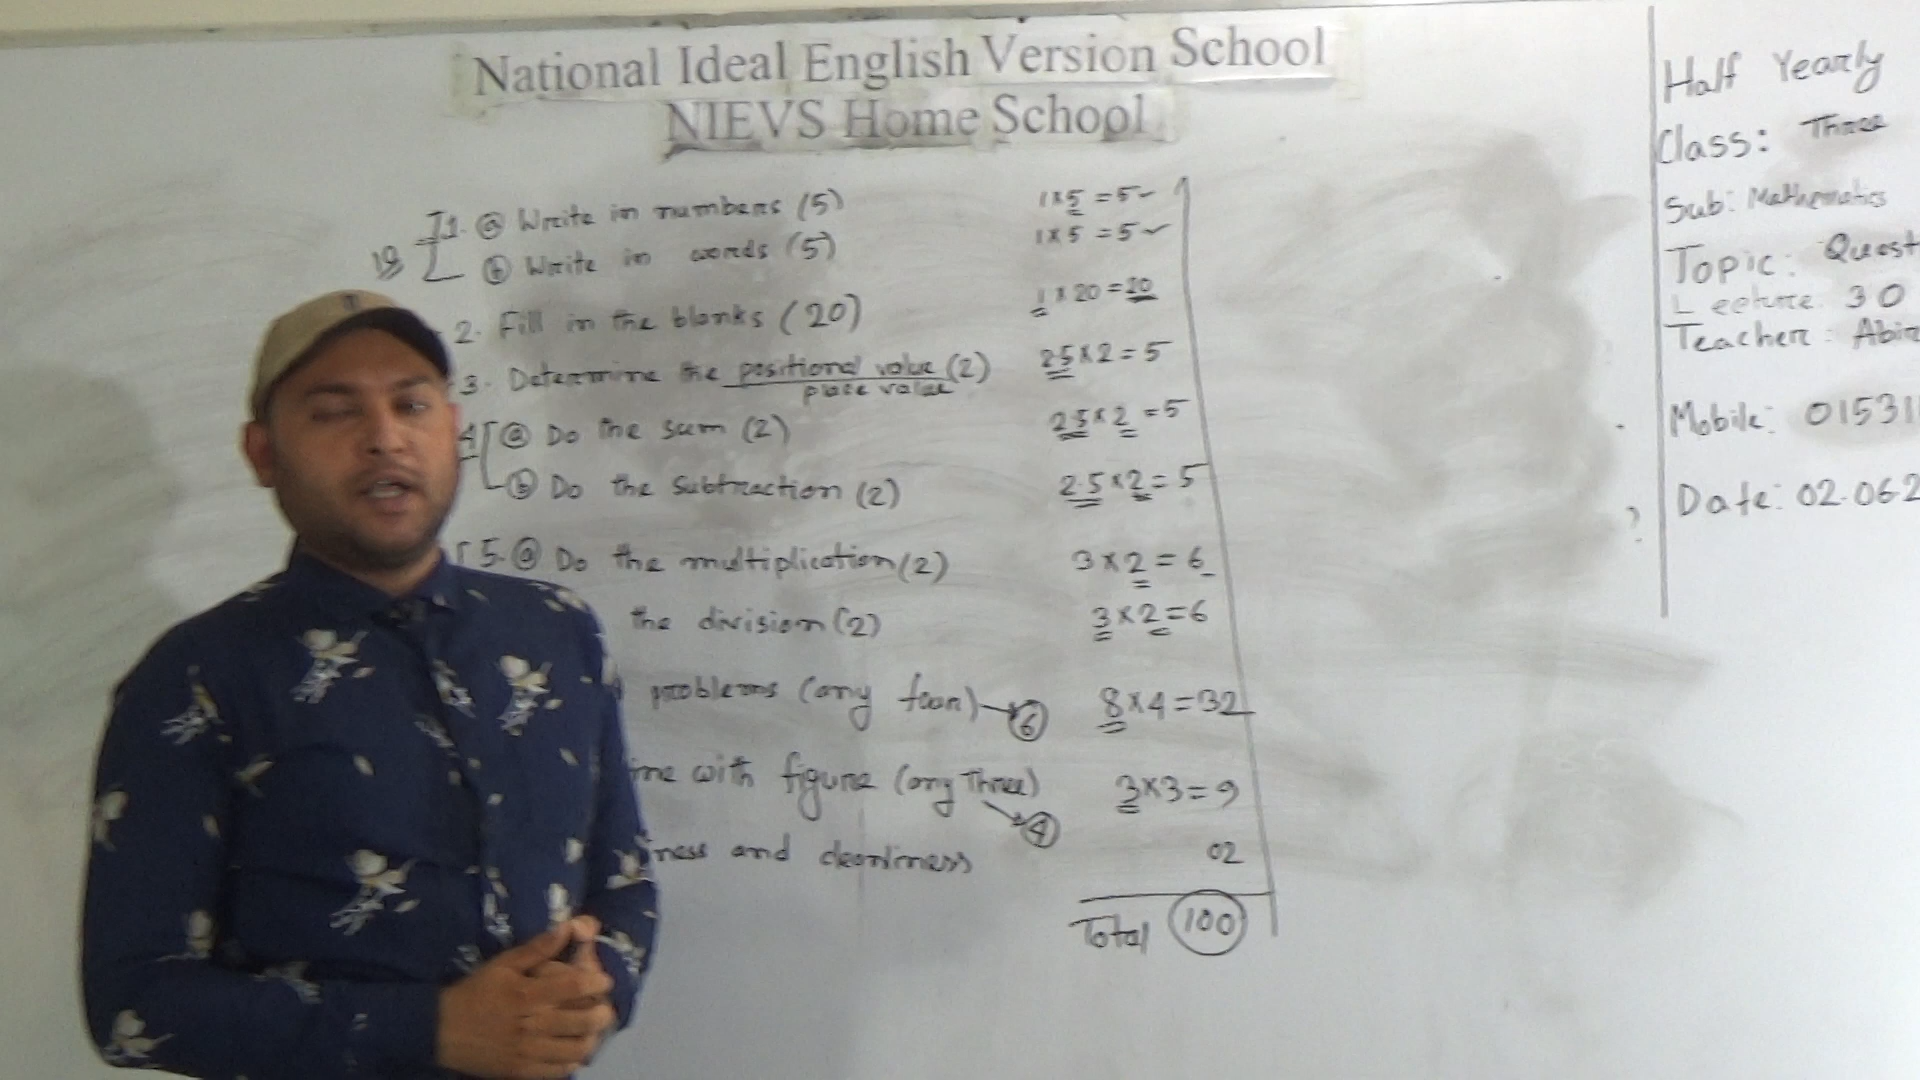 National Ideal English Version School
NIEVS Home School
1. ⓐ Write in numbers (5) 1×5 =5
ⓑ Write in words (5) 1×5 =5
2. Fill in the blanks (20) 1×20=20
3. Determine the positional value (2) 25×2=5
place value
4 ⓐ Do the sum (2) 25×2=5
ⓑ Do the subtraction (2) 2.5×2=5
5. ⓐ Do the multiplication (2) 3×2=6
the division (2) 3×2=6
problems (any four) → ⑥ 8×4=32
me with figure (any Three) 3×3=9
④
ness and cleanliness 02
Total 100
Half Yearly
Class: Three
Sub: Mathematics
Topic: Quest
Lecture: 30
Teacher: Abir
Mobile: 01531
Date: 02.06.2